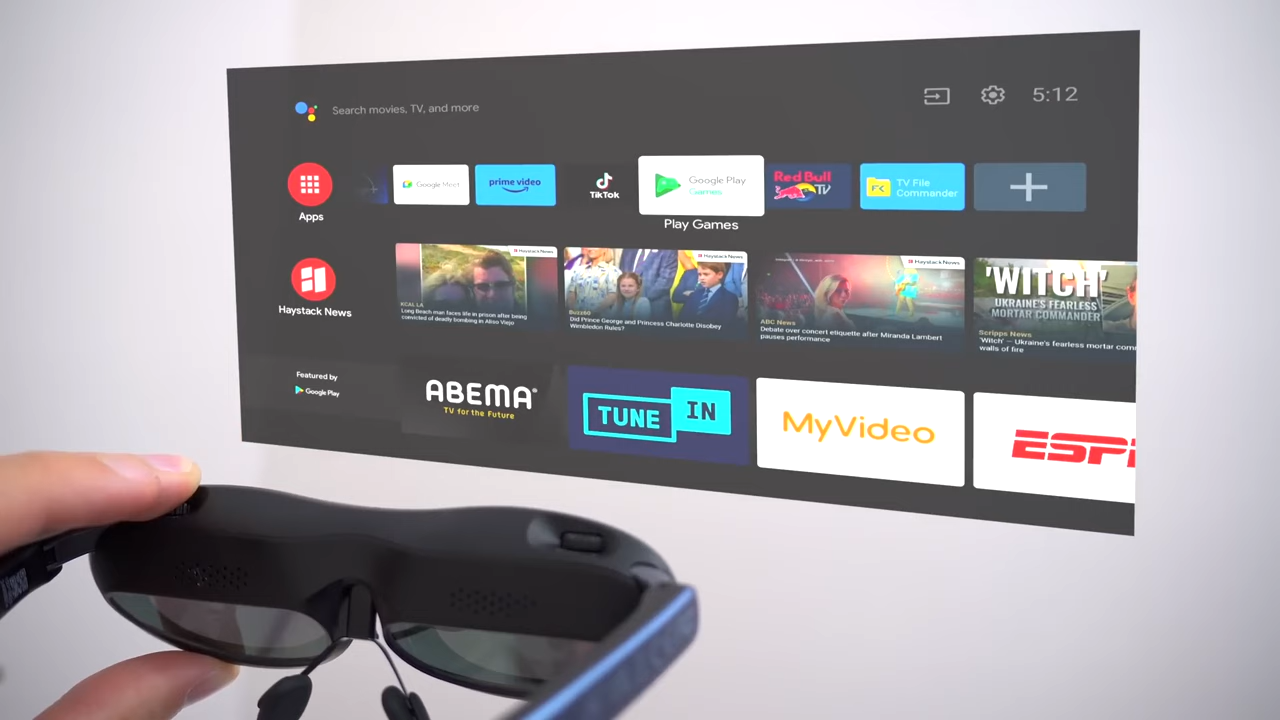 Search movies, TV, and more
5:12
Google Meet
prime video
TikTok
Google Play
Games
Red Bull
TV
TV File
Commander
Apps
Play Games
Haystack News
Haystack News
Haystack News
KCAL LA
Long Beach man faces life in prison after being
convicted of deadly bombing in Aliso Viejo
Buzz60
Did Prince George and Princess Charlotte Disobey
Wimbledon Rules?
ABC News
Debate over concert etiquette after Miranda Lambert
pauses performance
'WITCH'
UKRAINE'S FEARLESS
MORTAR COMMANDER
Scripps News
'Witch' – Ukraine's fearless mortar com
walls of fire
Haystack News
Featured by
Google Play
ABEMA®
TV for the Future
TUNE IN
MyVideo
ESP